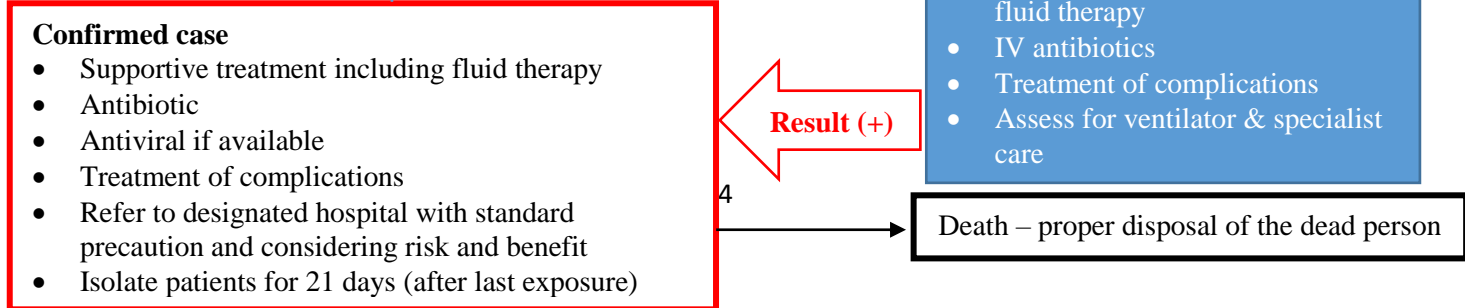 Confirmed case
• Supportive treatment including fluid therapy
• Antibiotic
• Antiviral if available
• Treatment of complications
• Refer to designated hospital with standard
precaution and considering risk and benefit
• Isolate patients for 21 days (after last exposure)
Result (+)
fluid therapy
• IV antibiotics
• Treatment of complications
• Assess for ventilator & specialist
care
4
Death – proper disposal of the dead person